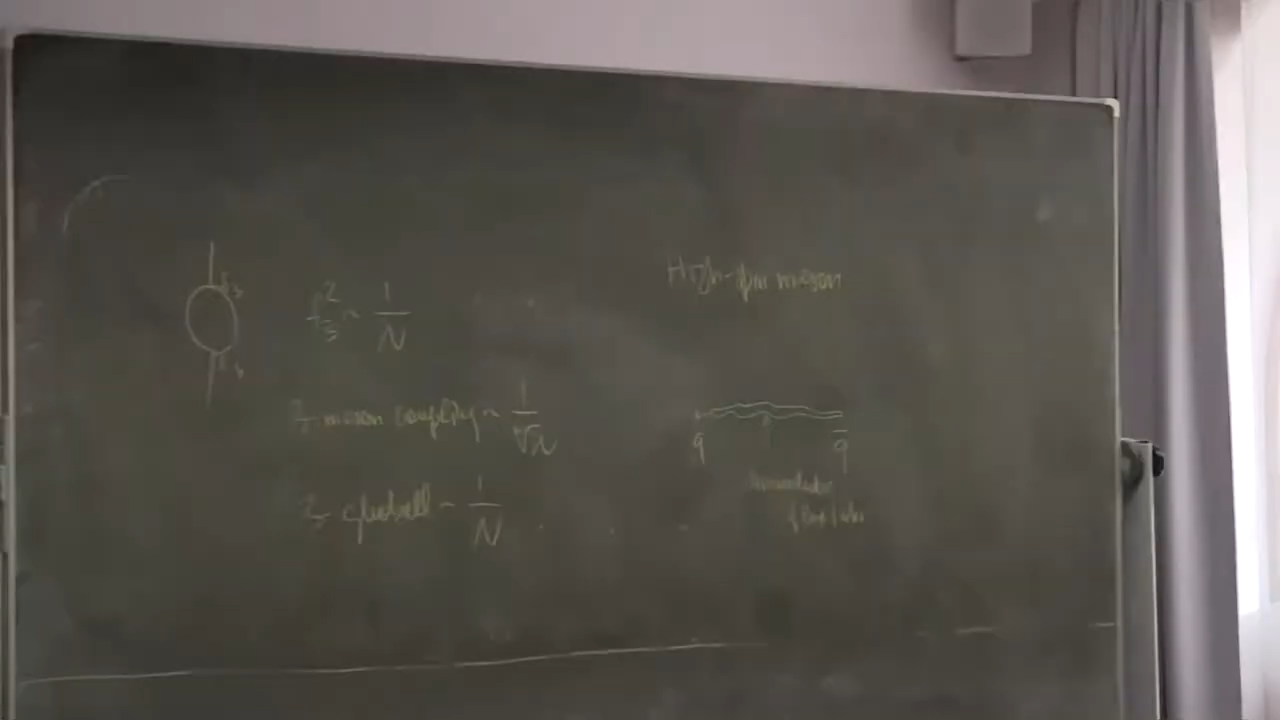 f₃² ~ 1/N
3-meson coupling ~ 1/√N
3 glueball ~ 1/N
High-spin meson
q q̄